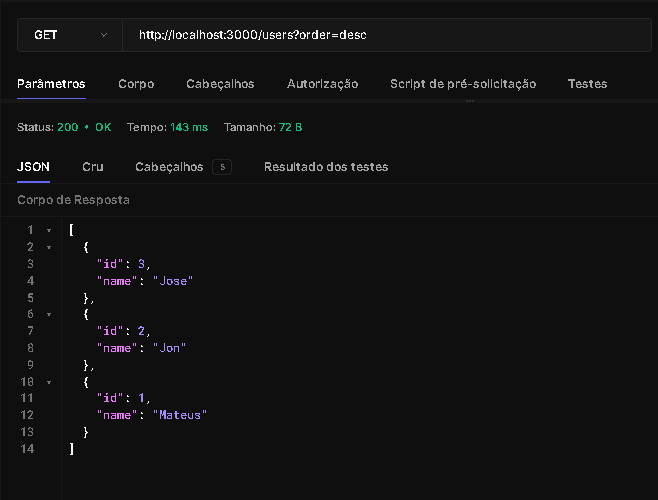 GET http://localhost:3000/users?order=desc
Parâmetros Corpo Cabeçalhos Autorização Script de pré-solicitação Testes
Status: 200 • OK Tempo: 143 ms Tamanho: 72 B
JSON Cru Cabeçalhos 5 Resultado dos testes
Corpo de Resposta
1 [
2 {
3 "id": 3,
4 "name": "Jose"
5 },
6 {
7 "id": 2,
8 "name": "Jon"
9 },
10 {
11 "id": 1,
12 "name": "Mateus"
13 }
14 ]